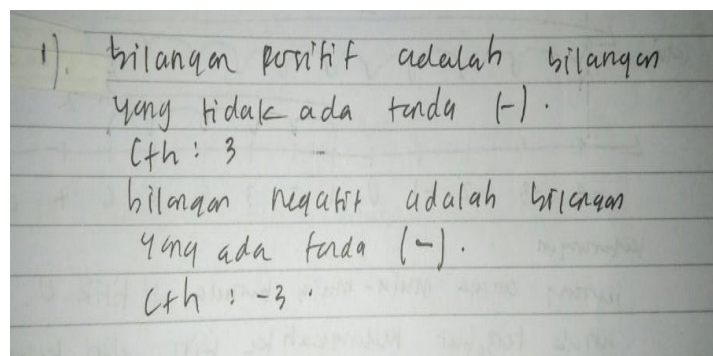 1). bilangan positif adalah bilangan
yang tidak ada tanda (-).
Cth : 3
bilangan negatif adalah bilangan
yang ada tanda (-).
Cth : -3